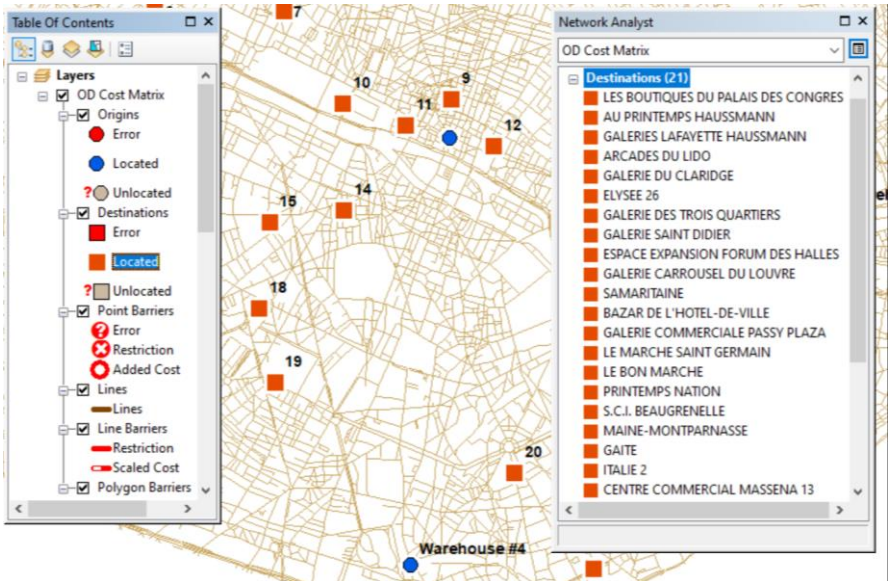 Table Of Contents
Layers
OD Cost Matrix
Origins
Error
Located
? Unlocated
Destinations
Error
Located
? Unlocated
Point Barriers
? Error
Restriction
Added Cost
Lines
Lines
Line Barriers
Restriction
Scaled Cost
Polygon Barriers
7
10
9
11
12
15
14
18
19
20
Warehouse #4
Network Analyst
OD Cost Matrix
Destinations (21)
LES BOUTIQUES DU PALAIS DES CONGRES
AU PRINTEMPS HAUSSMANN
GALERIES LAFAYETTE HAUSSMANN
ARCADES DU LIDO
GALERIE DU CLARIDGE
ELYSEE 26
GALERIE DES TROIS QUARTIERS
GALERIE SAINT DIDIER
ESPACE EXPANSION FORUM DES HALLES
GALERIE CARROUSEL DU LOUVRE
SAMARITAINE
BAZAR DE L'HOTEL-DE-VILLE
GALERIE COMMERCIALE PASSY PLAZA
LE MARCHE SAINT GERMAIN
LE BON MARCHE
PRINTEMPS NATION
S.C.I. BEAUGRENELLE
MAINE-MONTPARNASSE
GAITE
ITALIE 2
CENTRE COMMERCIAL MASSENA 13